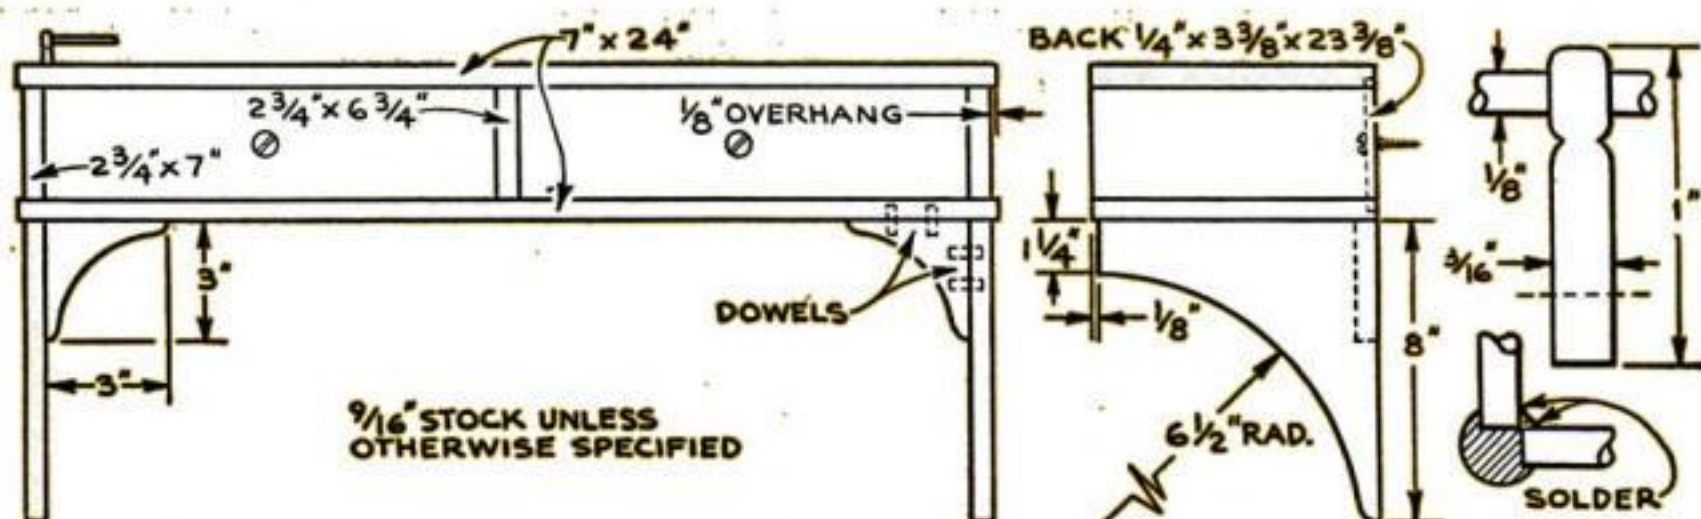 7" x 24"
BACK 1/4" x 3 3/8" x 23 3/8"
2 3/4" x 6 3/4"
1/8" OVERHANG
2 3/4" x 7"
1/8"
1"
1 1/4"
3"
3/16"
DOWELS
1/8"
8"
3"
9/16" STOCK UNLESS
OTHERWISE SPECIFIED
6 1/2" RAD.
SOLDER